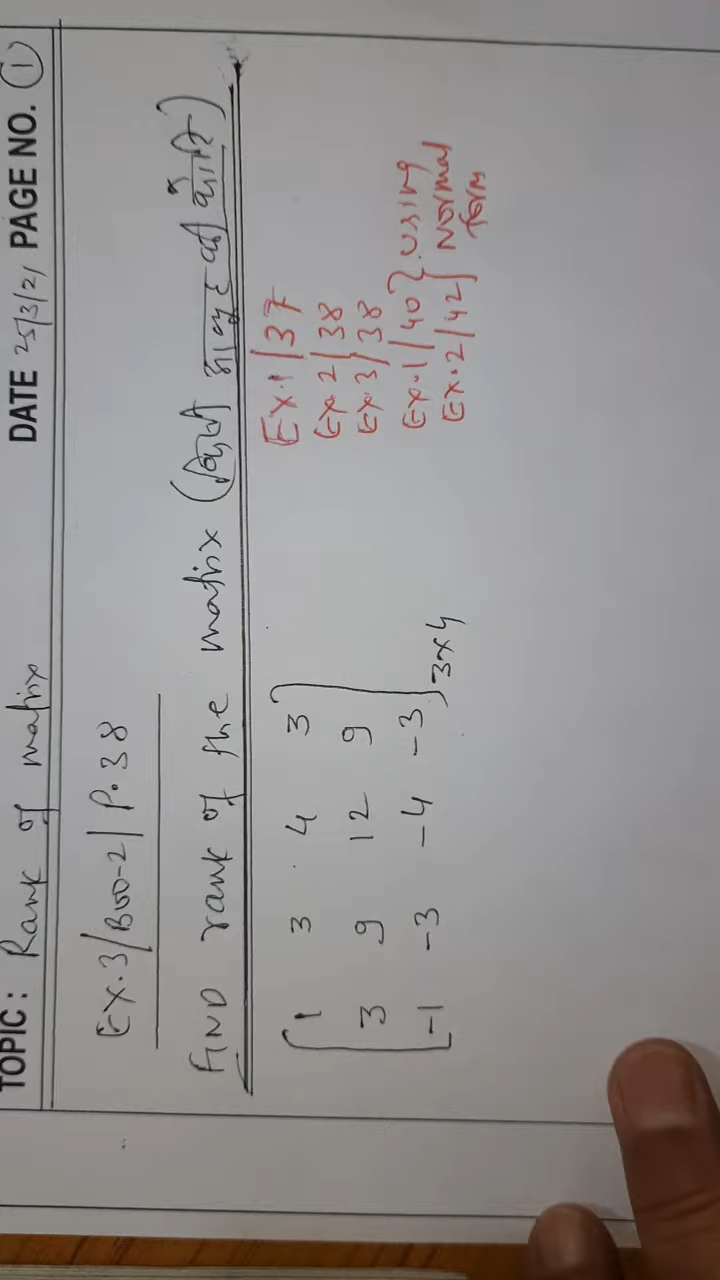 TOPIC: Rank of matrix DATE 25/3/21 PAGE NO. ①
Ex.3/BOO-2/P.38
FIND rank of the matrix (किसी आव्यूह की कोटि)
[ 1 3 4 3
3 9 12 9
-1 -3 -4 -3 ] 3×4
Ex.1/37
Ex.2/38
Ex.3/38
Ex.1/40 } using
Ex.2/42 } Normal
form